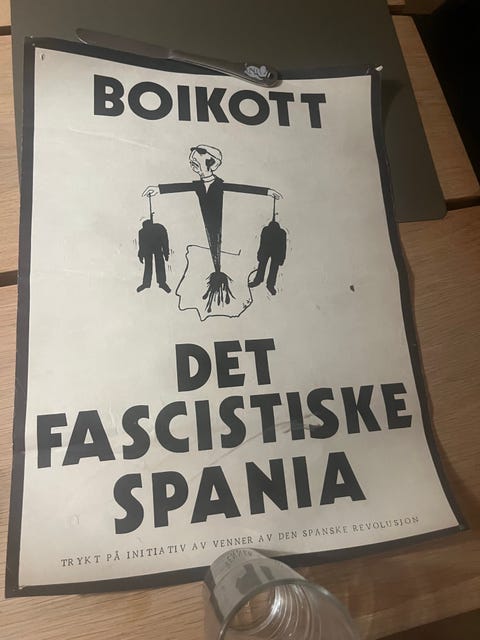 BOIKOTT
DET
FASCISTISKE
SPANIA
TRYKT PÅ INITIATIV AV VENNER AV DEN SPANSKE REVOLUSJON